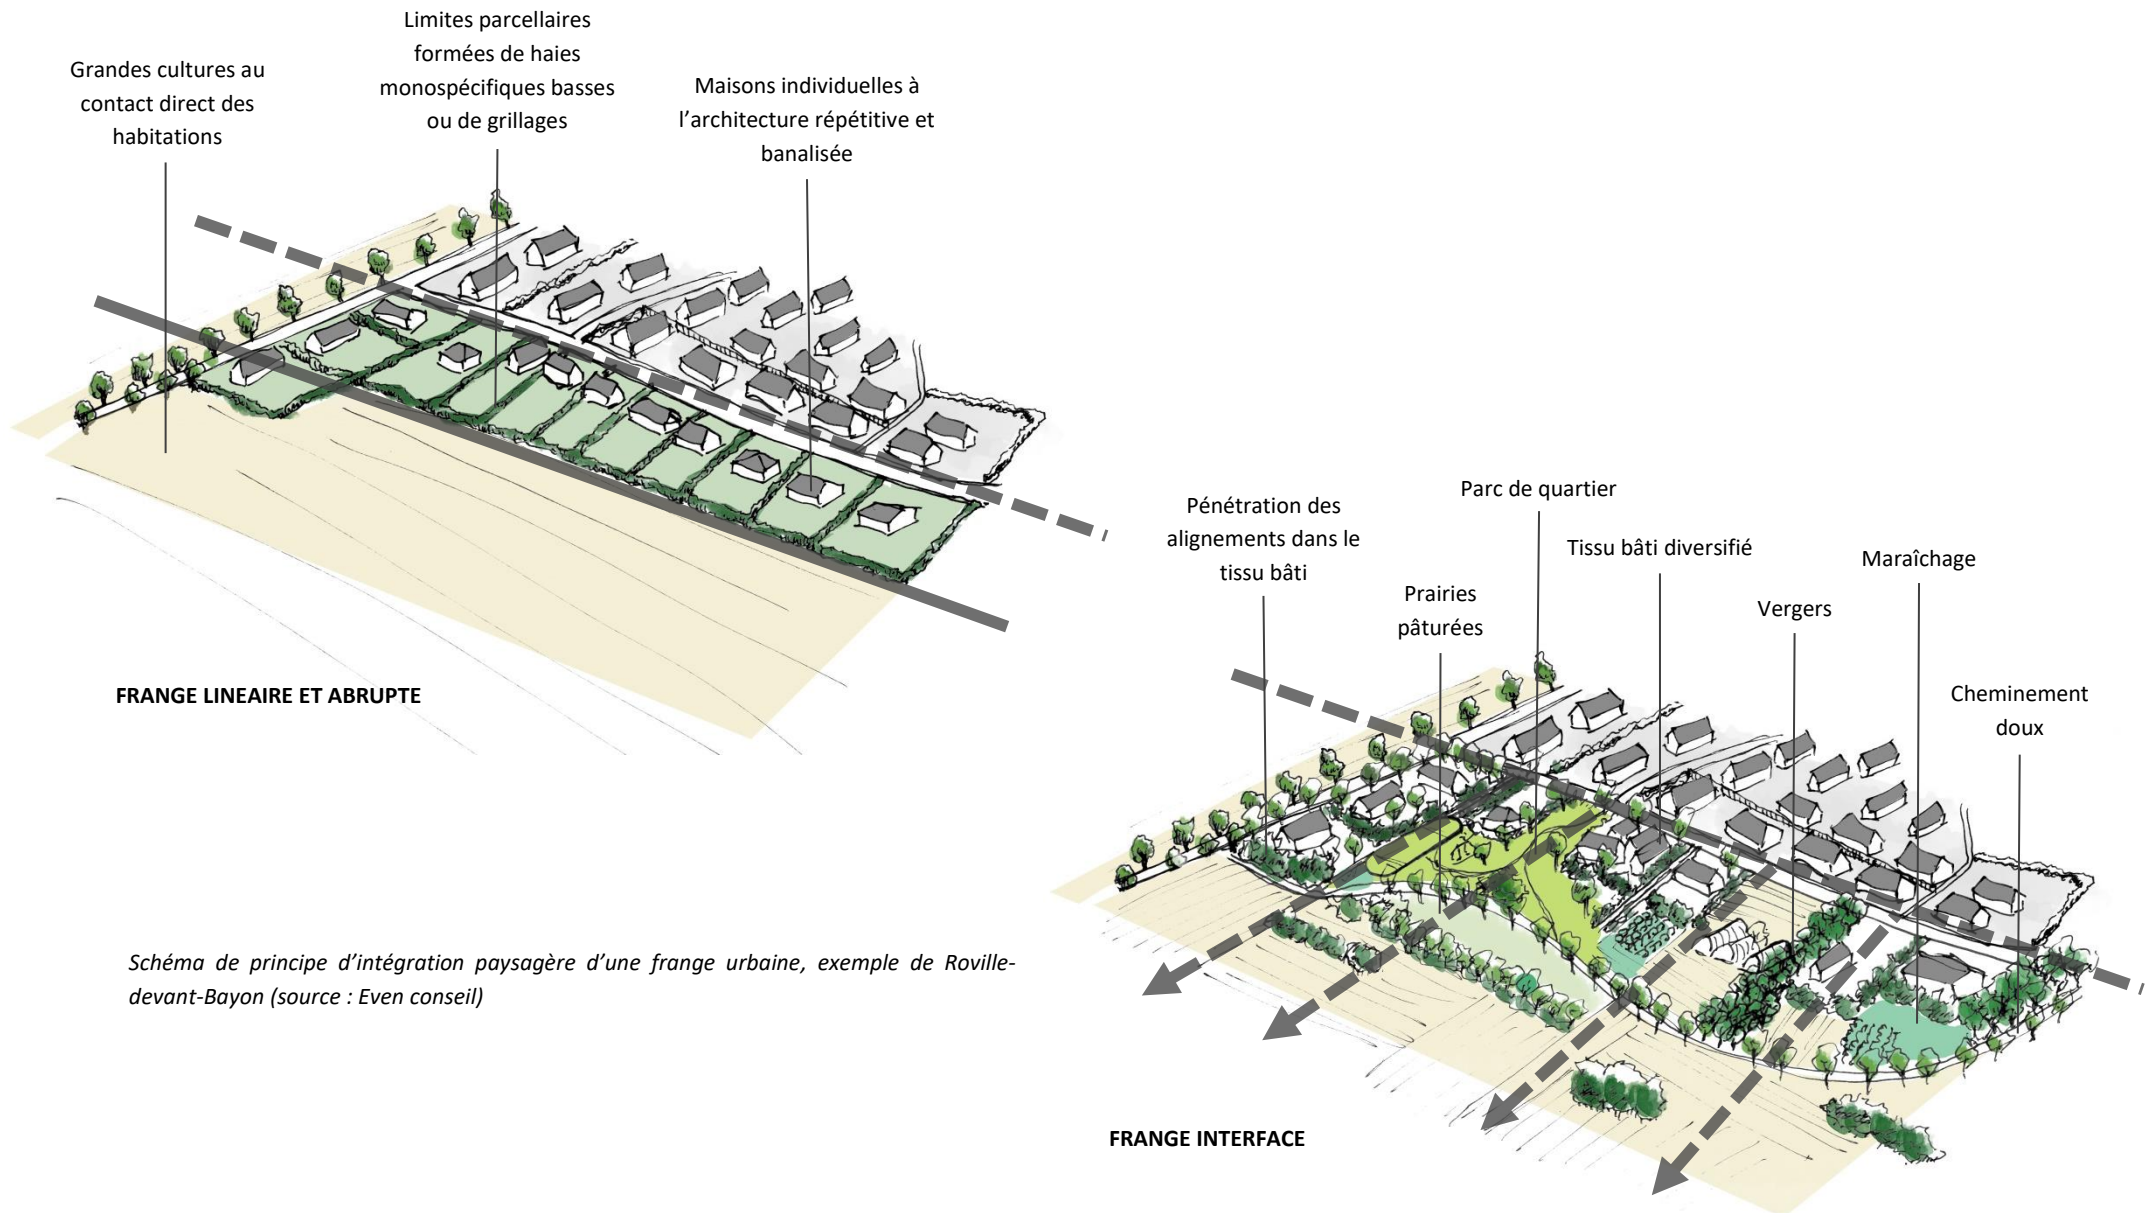 Grandes cultures au
contact direct des
habitations
Limites parcellaires
formées de haies
monospécifiques basses
ou de grillages
Maisons individuelles à
l’architecture répétitive et
banalisée
FRANGE LINEAIRE ET ABRUPTE
Pénétration des
alignements dans le
tissu bâti
Prairies
pâturées
Parc de quartier
Tissu bâti diversifié
Vergers
Maraîchage
Cheminement
doux
Schéma de principe d’intégration paysagère d’une frange urbaine, exemple de Roville-
devant-Bayon (source : Even conseil)
FRANGE INTERFACE